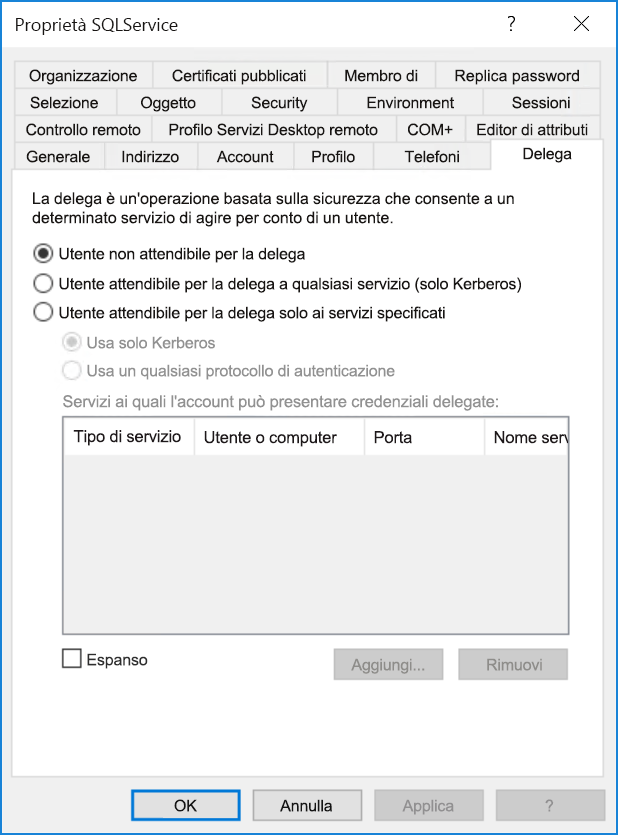 Proprietà SQLService
?
Organizzazione Certificati pubblicati Membro di Replica password
Selezione Oggetto Security Environment Sessioni
Controllo remoto Profilo Servizi Desktop remoto COM+ Editor di attributi
Generale Indirizzo Account Profilo Telefoni Delega
La delega è un'operazione basata sulla sicurezza che consente a un
determinato servizio di agire per conto di un utente.
Utente non attendibile per la delega
Utente attendibile per la delega a qualsiasi servizio (solo Kerberos)
Utente attendibile per la delega solo ai servizi specificati
Usa solo Kerberos
Usa un qualsiasi protocollo di autenticazione
Servizi ai quali l'account può presentare credenziali delegate:
Tipo di servizio Utente o computer Porta Nome serv
Espanso Aggiungi... Rimuovi
OK Annulla Applica ?